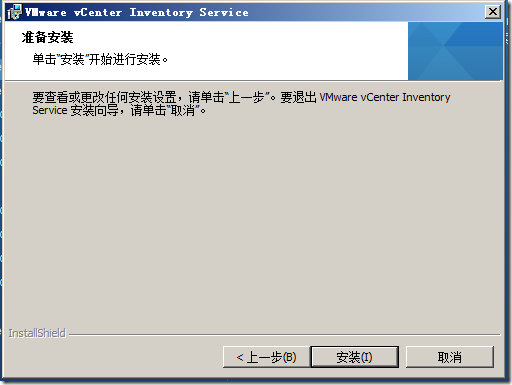 VMware vCenter Inventory Service
准备安装
单击“安装”开始进行安装。
要查看或更改任何安装设置，请单击“上一步”。要退出 VMware vCenter Inventory
Service 安装向导，请单击“取消”。
InstallShield
< 上一步(B)
安装(I)
取消